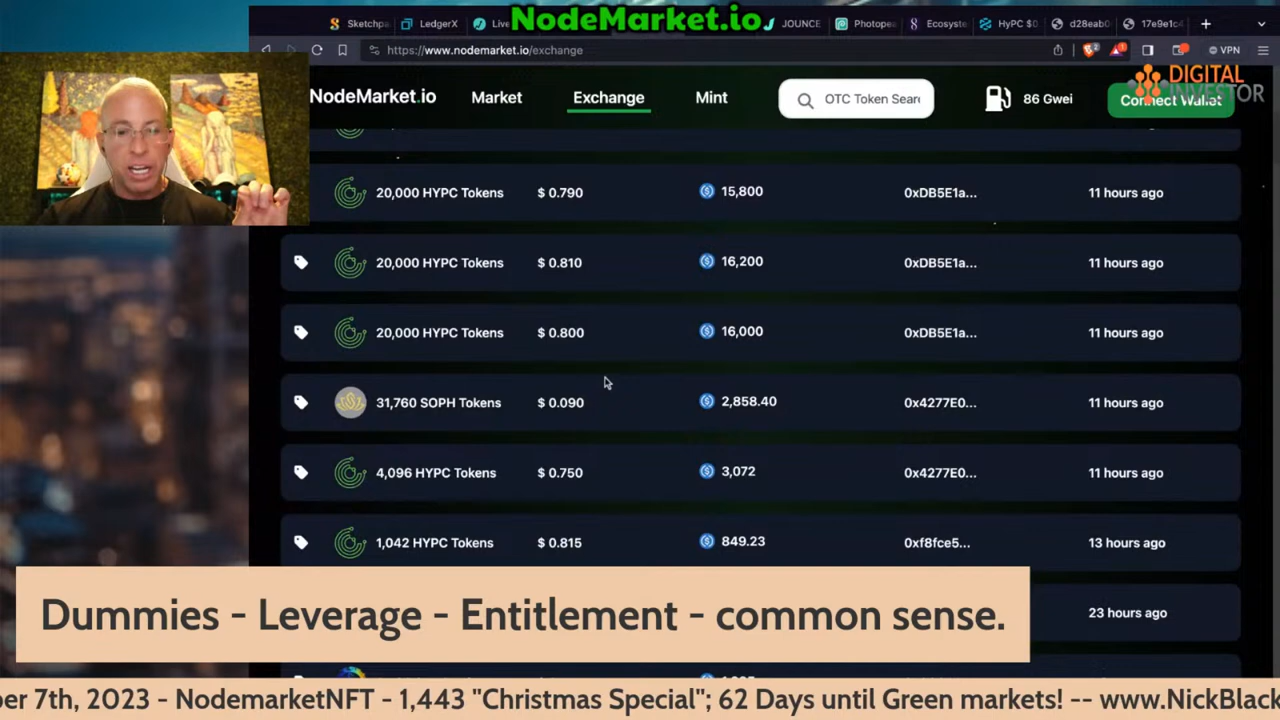 NodeMarket.io
Sketchpa LedgerX Live JOUNCE Photopea Ecosyste HyPC $0. d28eab0 17e9e1c4
https://www.nodemarket.io/exchange VPN
DIGITAL INVESTOR
NodeMarket.io Market Exchange Mint OTC Token Sear 86 Gwei Connect Wallet
20,000 HYPC Tokens $ 0.790 15,800 0xDB5E1a... 11 hours ago
20,000 HYPC Tokens $ 0.810 16,200 0xDB5E1a... 11 hours ago
20,000 HYPC Tokens $ 0.800 16,000 0xDB5E1a... 11 hours ago
31,760 SOPH Tokens $ 0.090 2,858.40 0x4277E0... 11 hours ago
4,096 HYPC Tokens $ 0.750 3,072 0x4277E0... 11 hours ago
1,042 HYPC Tokens $ 0.815 849.23 0xf8fce5... 13 hours ago
23 hours ago
Dummies - Leverage - Entitlement - common sense.
er 7th, 2023 - NodemarketNFT - 1,443 "Christmas Special"; 62 Days until Green markets! -- www.NickBlack